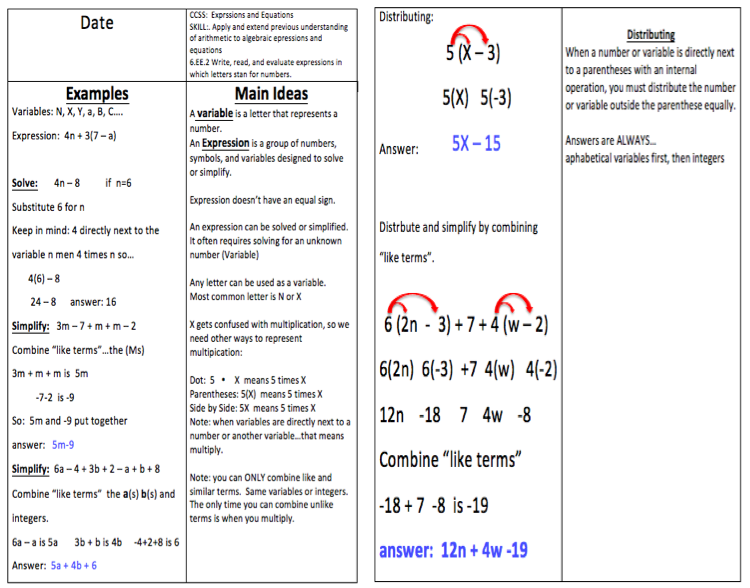 Date
CCSS: Exprssions and Equations
SKILL:. Apply and extend previous understanding
of arithmetic to algebraic epressions and
equations
6.EE.2 Write, read, and evaluate expressions in
which letters stan for numbers.
Examples
Variables: N, X, Y, a, B, C….
Expression: 4n + 3(7 – a)
Solve: 4n – 8 if n=6
Substitute 6 for n
Keep in mind: 4 directly next to the
variable n men 4 times n so…
4(6) – 8
24 – 8 answer: 16
Simplify: 3m – 7 + m + m – 2
Combine “like terms”…the (Ms)
3m + m + m is 5m
-7-2 is -9
So: 5m and -9 put together
answer: 5m-9
Simplify: 6a – 4 + 3b + 2 – a + b + 8
Combine “like terms” the a(s) b(s) and
integers.
6a – a is 5a 3b + b is 4b -4+2+8 is 6
Answer: 5a + 4b + 6
Main Ideas
A variable is a letter that represents a
number.
An Expression is a group of numbers,
symbols, and variables designed to solve
or simplify.
Expression doesn’t have an equal sign.
An expression can be solved or simplified.
It often requires solving for an unknown
number (Variable)
Any letter can be used as a variable.
Most common letter is N or X
X gets confused with multiplication, so we
need other ways to represent
multipication:
Dot: 5 • X means 5 times X
Parentheses: 5(X) means 5 times X
Side by Side: 5X means 5 times X
Note: when variables are directly next to a
number or another variable…that means
multiply.
Note: you can ONLY combine like and
similar terms. Same variables or integers.
The only time you can combine unlike
terms is when you multiply.
Distributing:
5 (X – 3)
5(X) 5(-3)
Answer: 5X – 15
Distrbute and simplify by combining
“like terms”.
6 (2n - 3) + 7 + 4 (w – 2)
6(2n) 6(-3) +7 4(w) 4(-2)
12n -18 7 4w -8
Combine “like terms”
-18 + 7 -8 is -19
answer: 12n + 4w -19
Distributing
When a number or variable is directly next
to a parentheses with an internal
operation, you must distribute the number
or variable outside the parenthese equally.
Answers are ALWAYS…
aphabetical variables first, then integers